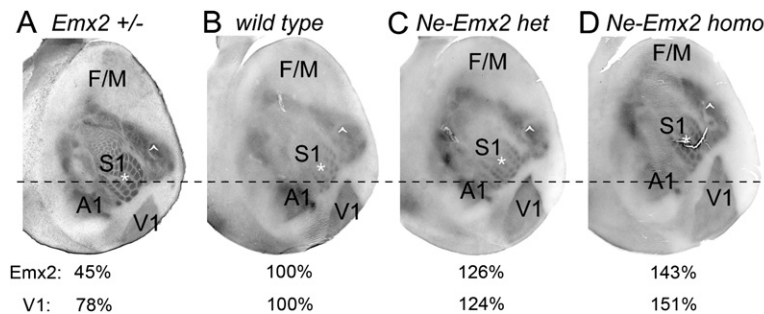 A Emx2 +/- B wild type C Ne-Emx2 het D Ne-Emx2 homo
F/M F/M F/M F/M
S1 S1 S1 S1
* * * *
A1 A1 A1 A1
V1 V1 V1 V1
Emx2: 45% 100% 126% 143%
V1: 78% 100% 124% 151%